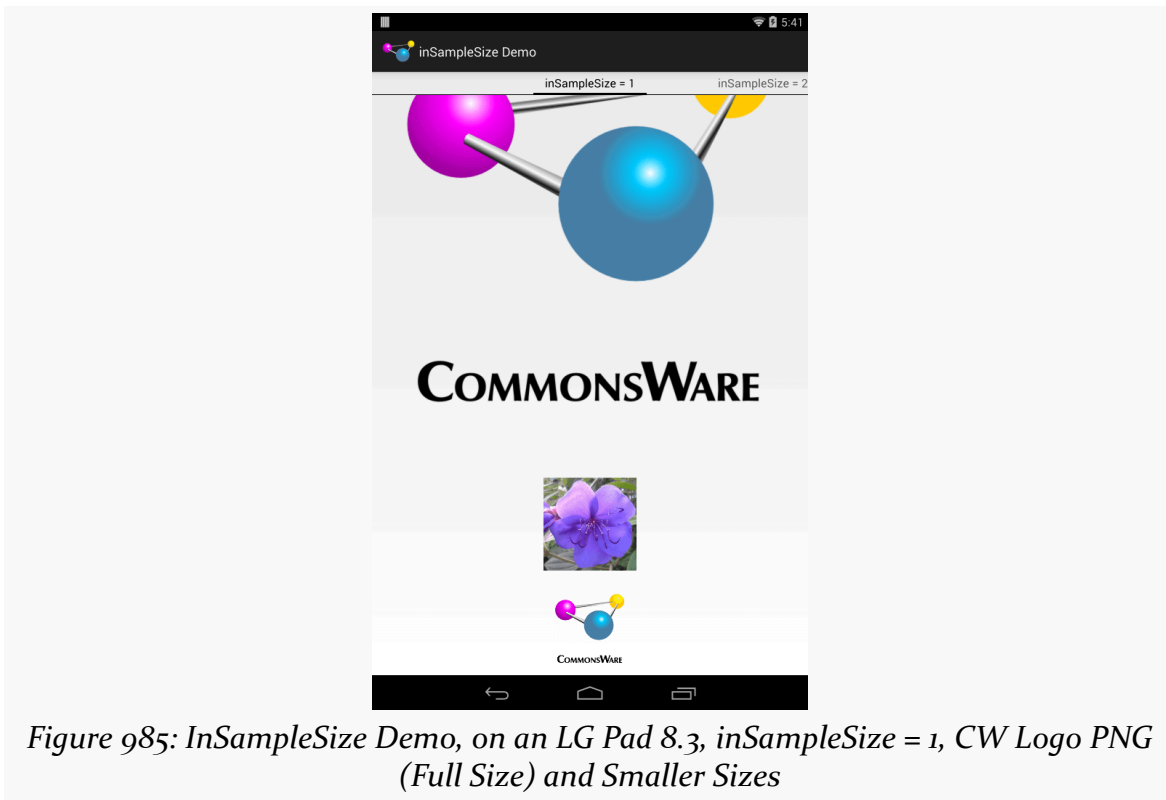 5:41
inSampleSize Demo
inSampleSize = 1
inSampleSize = 2
COMMONSWARE
COMMONSWARE
Figure 985: InSampleSize Demo, on an LG Pad 8.3, inSampleSize = 1, CW Logo PNG
(Full Size) and Smaller Sizes